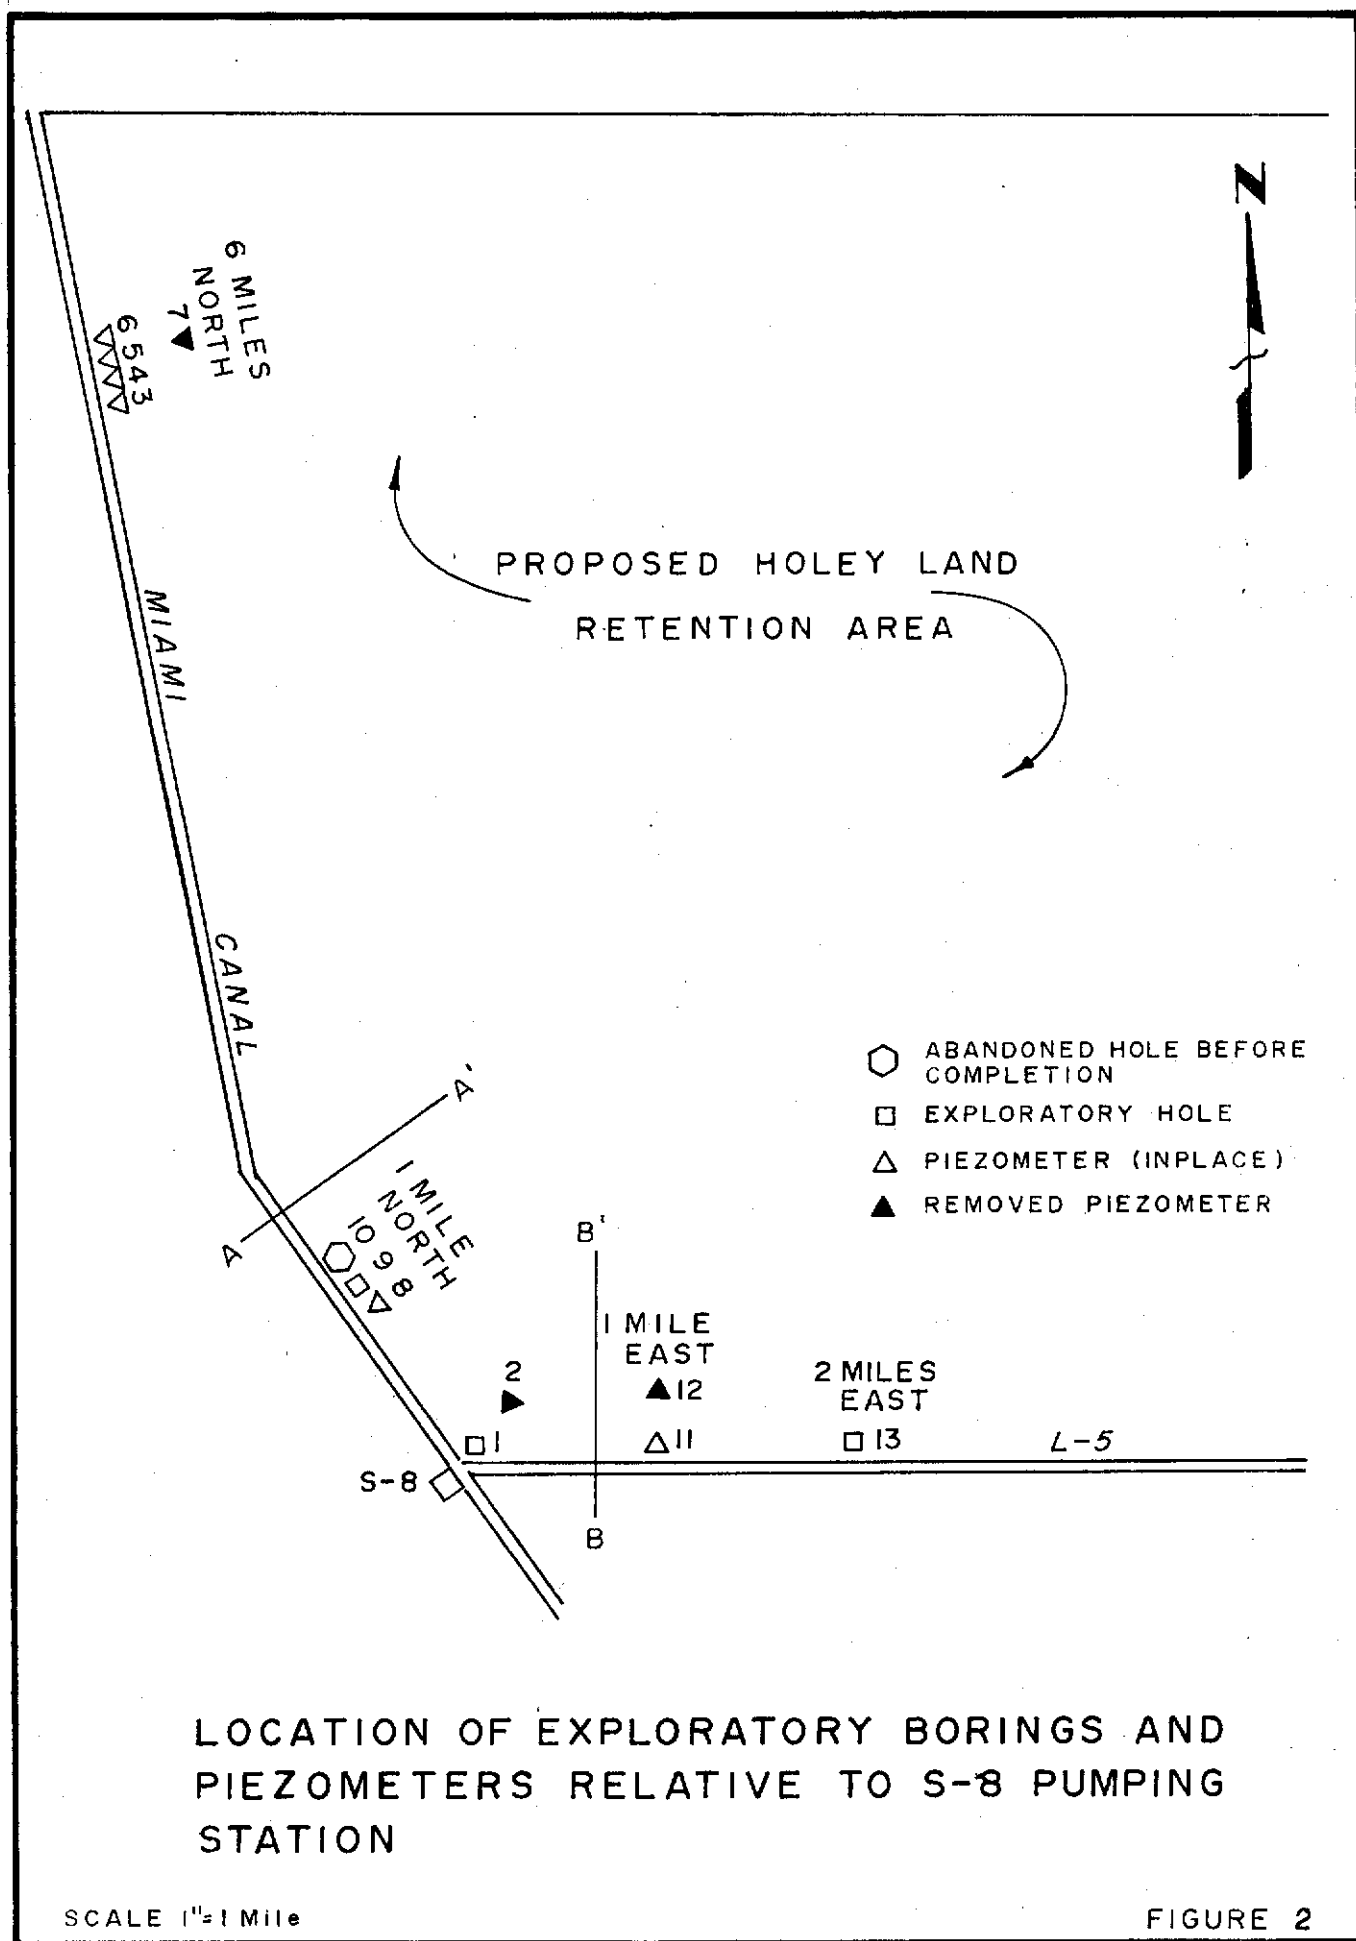 N
6 MILES
NORTH
7
6 5 4 3
PROPOSED HOLEY LAND
RETENTION AREA
MIAMI
CANAL
ABANDONED HOLE BEFORE
COMPLETION
EXPLORATORY HOLE
PIEZOMETER (INPLACE)
REMOVED PIEZOMETER
A'
A
1 MILE
NORTH
10 9 8
B'
1 MILE
EAST
2
12
2 MILES
EAST
1
11
13
L-5
S-8
B
LOCATION OF EXPLORATORY BORINGS AND
PIEZOMETERS RELATIVE TO S-8 PUMPING
STATION
SCALE 1"=1 Mile
FIGURE 2